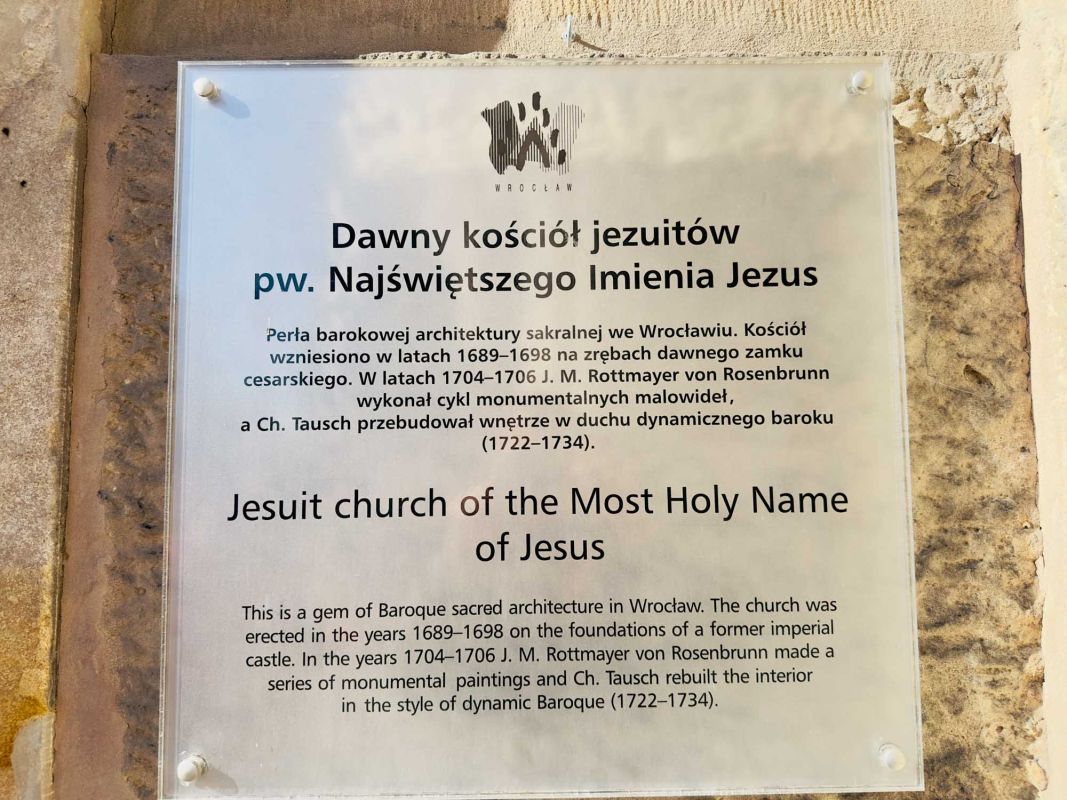 WROCŁAW
Dawny kościół jezuitów
pw. Najświętszego Imienia Jezus
Perła barokowej architektury sakralnej we Wrocławiu. Kościół
wzniesiono w latach 1689–1698 na zrębach dawnego zamku
cesarskiego. W latach 1704–1706 J. M. Rottmayer von Rosenbrunn
wykonał cykl monumentalnych malowideł,
a Ch. Tausch przebudował wnętrze w duchu dynamicznego baroku
(1722–1734).
Jesuit church of the Most Holy Name
of Jesus
This is a gem of Baroque sacred architecture in Wrocław. The church was
erected in the years 1689–1698 on the foundations of a former imperial
castle. In the years 1704–1706 J. M. Rottmayer von Rosenbrunn made a
series of monumental paintings and Ch. Tausch rebuilt the interior
in the style of dynamic Baroque (1722–1734).